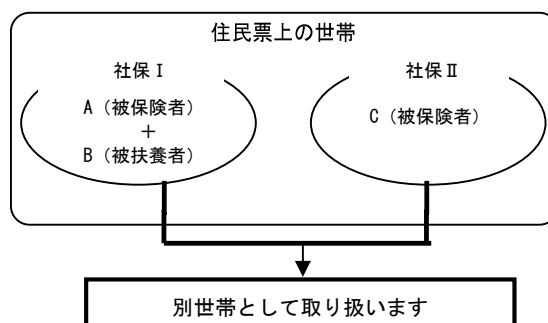 住民票上の世帯
社保Ⅰ
A（被保険者）
＋
B（被扶養者）
社保Ⅱ
C（被保険者）
別世帯として取り扱います